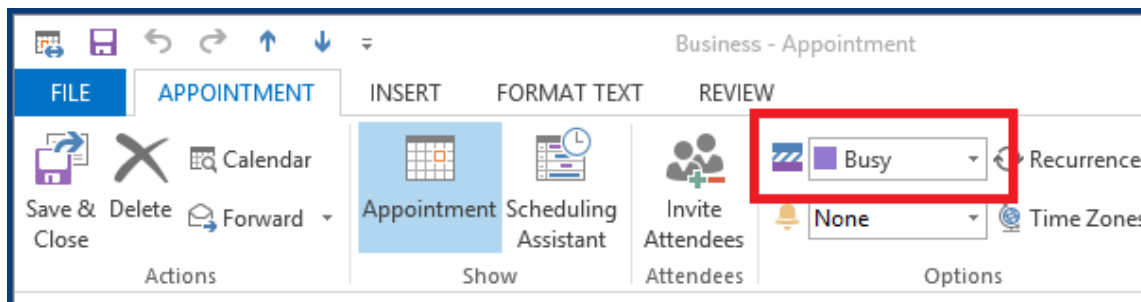 Business - Appointment
FILE APPOINTMENT INSERT FORMAT TEXT REVIEW
Save & Close
Delete
Calendar
Forward
Actions
Appointment
Scheduling Assistant
Show
Invite Attendees
Attendees
Busy
Recurrence
None
Time Zones
Options